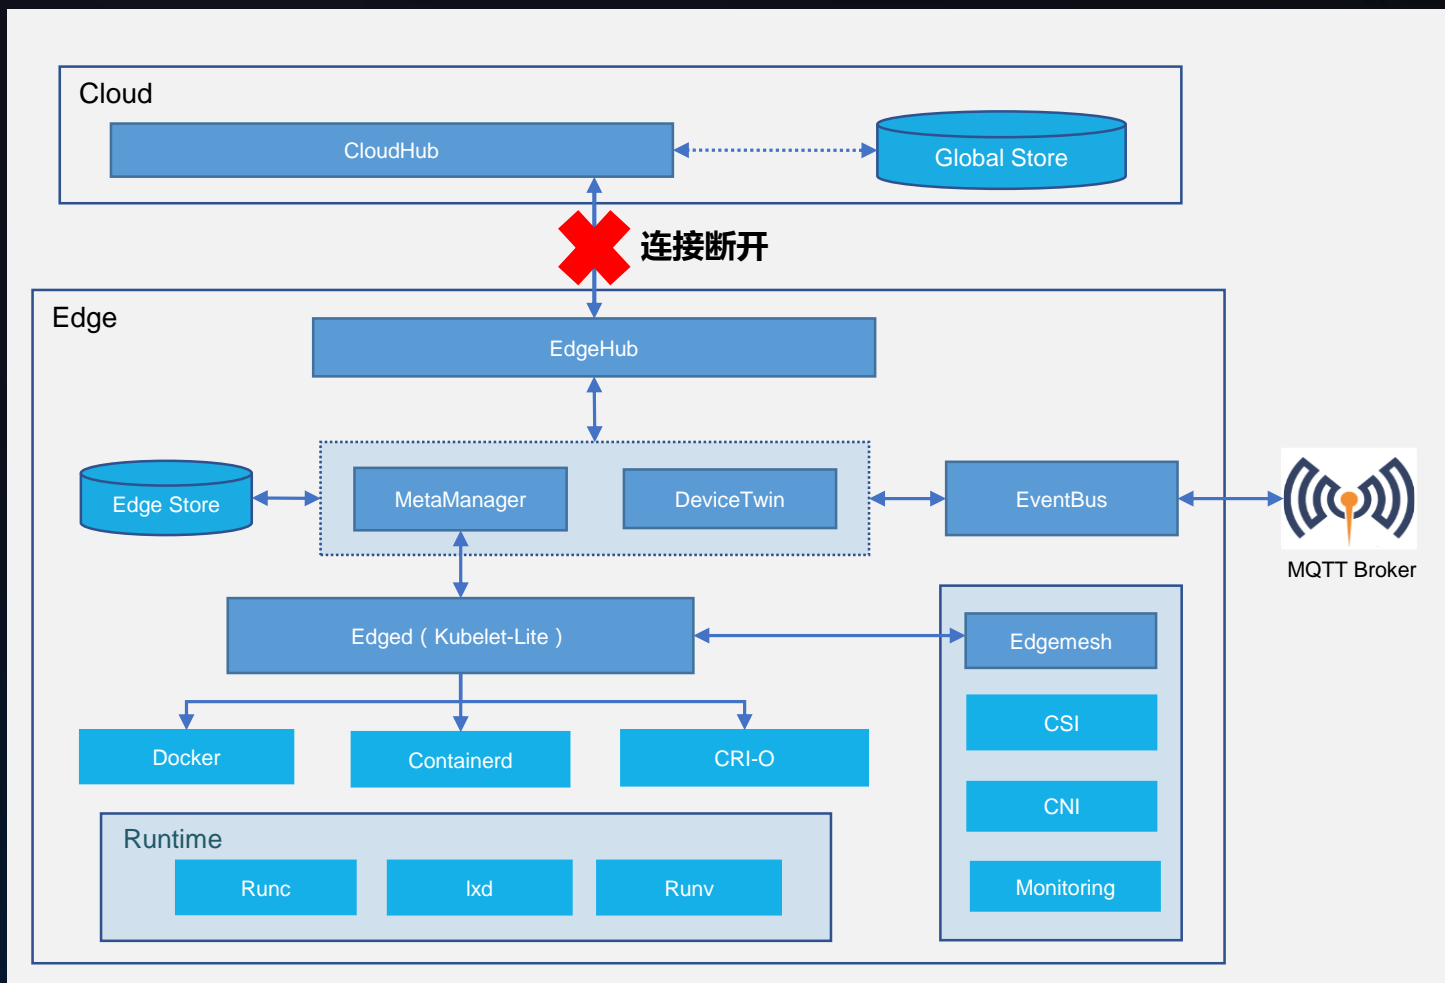 Cloud
CloudHub
Global Store
连接断开
Edge
EdgeHub
Edge Store
MetaManager
DeviceTwin
EventBus
MQTT Broker
Edged（Kubelet-Lite）
Edgemesh
CSI
Docker
Containerd
CRI-O
CNI
Runtime
Runc
lxd
Runv
Monitoring